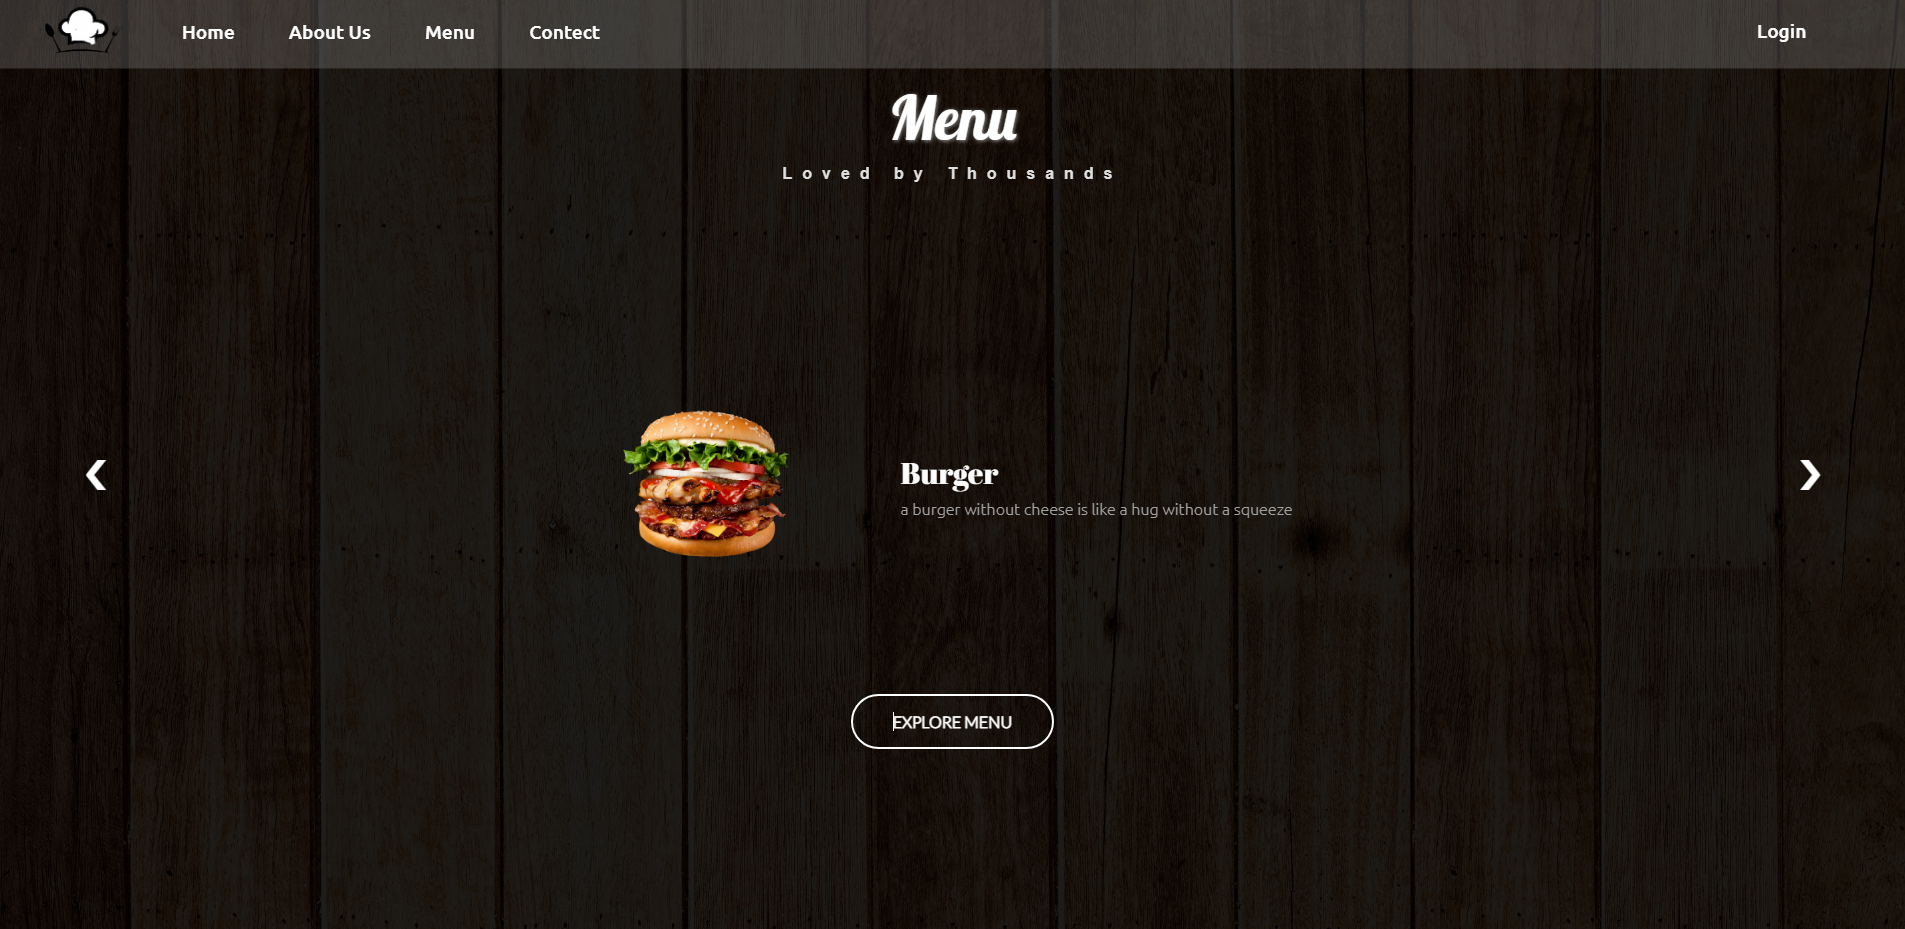 Home About Us Menu Contect Login
Menu
Loved by Thousands
Burger
a burger without cheese is like a hug without a squeeze
EXPLORE MENU